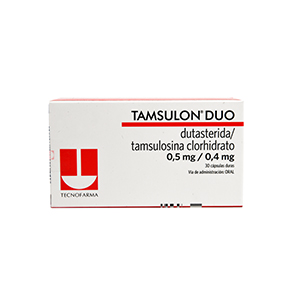 TAMSULON® DUO
dutasterida/
tamsulosina clorhidrato
0,5 mg / 0,4 mg
30 cápsulas duras
Vía de administración: ORAL
TECNOFARMA